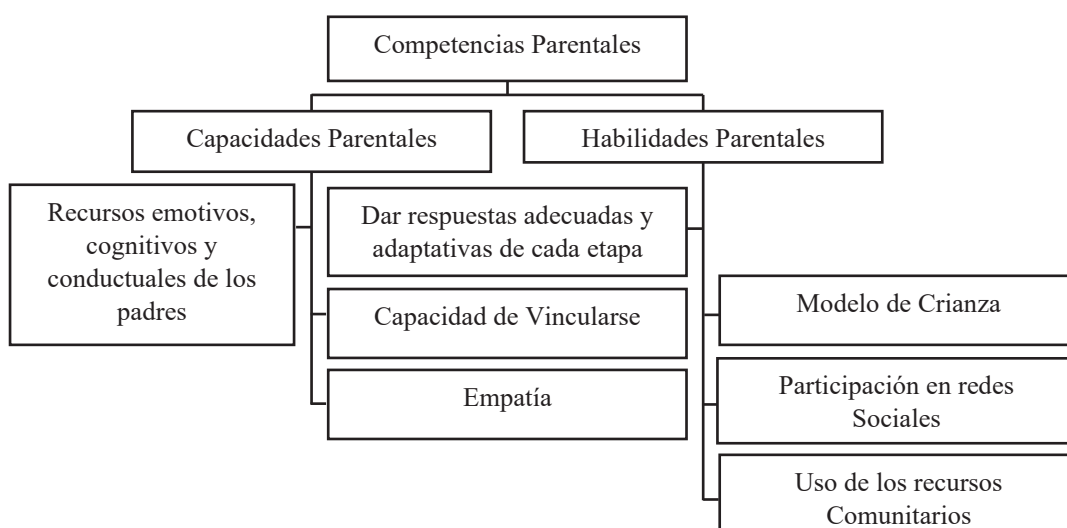 Competencias Parentales
Capacidades Parentales
Habilidades Parentales
Recursos emotivos,
cognitivos y
conductuales de los
padres
Dar respuestas adecuadas y
adaptativas de cada etapa
Capacidad de Vincularse
Modelo de Crianza
Empatía
Participación en redes
Sociales
Uso de los recursos
Comunitarios